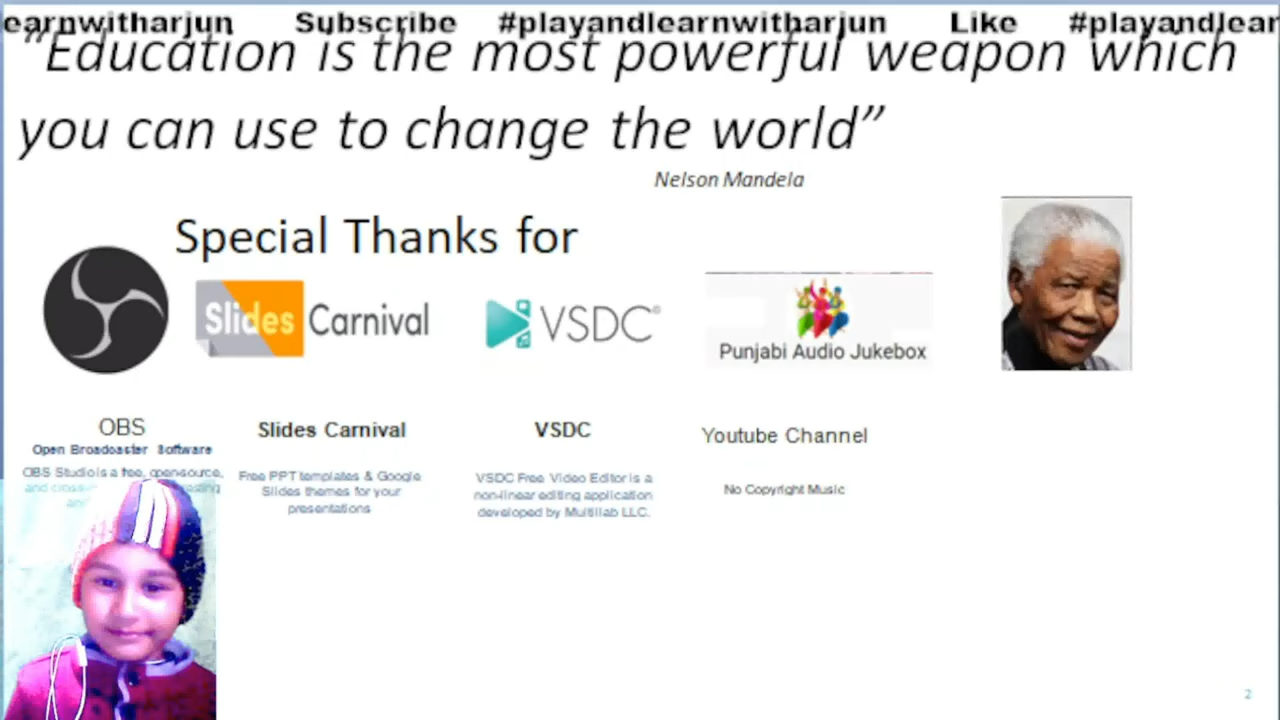 earnwitharjun Subscribe #playandlearnwitharjun Like #playandlear
“Education is the most powerful weapon which
you can use to change the world”
Nelson Mandela
Special Thanks for
Slides Carnival
VSDC®
Punjabi Audio Jukebox
OBS
Open Broadcaster Software
OBS Studio is a free, opensource,
and cross-
Slides Carnival
Free PPT templates & Google
Slides themes for your
presentations
VSDC
VSDC Free Video Editor is a
non-linear editing application
developed by Multilab LLC.
Youtube Channel
No Copyright Music
2